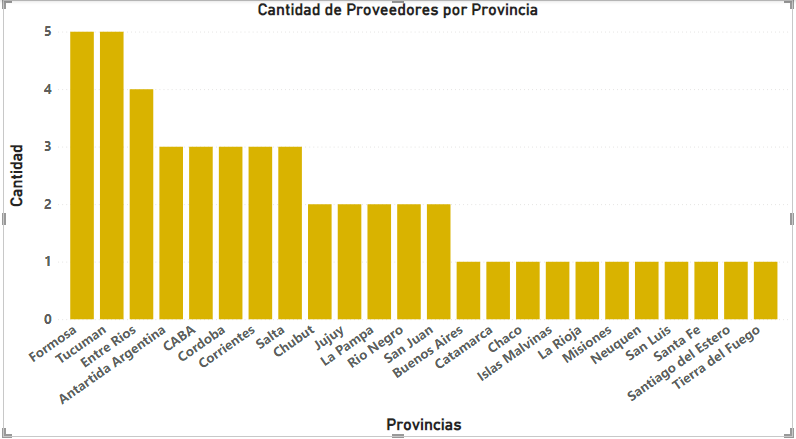 Cantidad de Proveedores por Provincia
Cantidad
5
4
3
2
1
0
Formosa
Tucuman
Entre Rios
Antartida Argentina
CABA
Cordoba
Corrientes
Salta
Chubut
Jujuy
La Pampa
Rio Negro
San Juan
Buenos Aires
Catamarca
Chaco
Islas Malvinas
La Rioja
Misiones
Neuquen
San Luis
Santa Fe
Santiago del Estero
Tierra del Fuego
Provincias